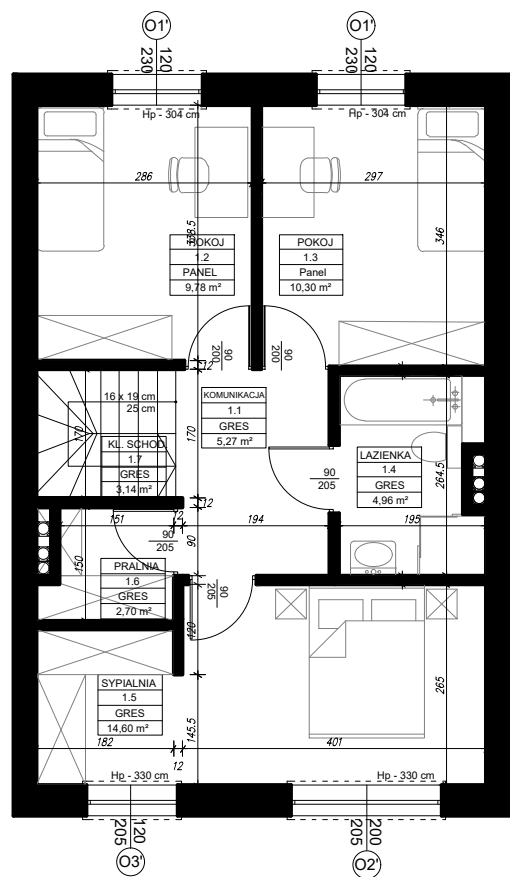 O1'
O1'
120
230
120
230
Hp - 304 cm
Hp - 304 cm
286
297
338.5
346
POKOJ
1.2
PANEL
9,78 m²
POKOJ
1.3
Panel
10,30 m²
90
200
90
200
12
16 x 19 cm
25 cm
170
KL. SCHOD
1.7
GRES
3,14 m²
170
KOMUNIKACJA
1.1
GRES
5,27 m²
LAZIENKA
1.4
GRES
4,96 m²
264.5
90
205
12
151
12
194
195
90
205
90
150
PRALNIA
1.6
GRES
2,70 m²
90
205
120
265
SYPIALNIA
1.5
GRES
14,60 m²
145.5
182
12
401
Hp - 330 cm
Hp - 330 cm
120
205
200
205
O3'
O2'